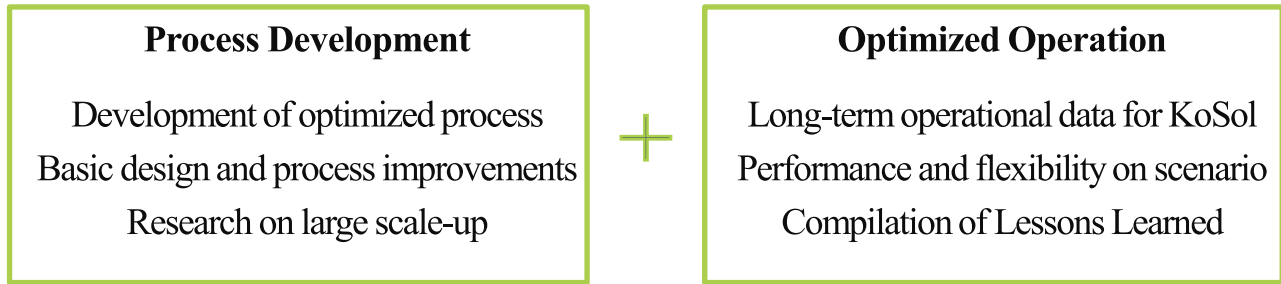 Process Development
Development of optimized process
Basic design and process improvements
Research on large scale-up
+
Optimized Operation
Long-term operational data for KoSol
Performance and flexibility on scenario
Compilation of Lessons Learned